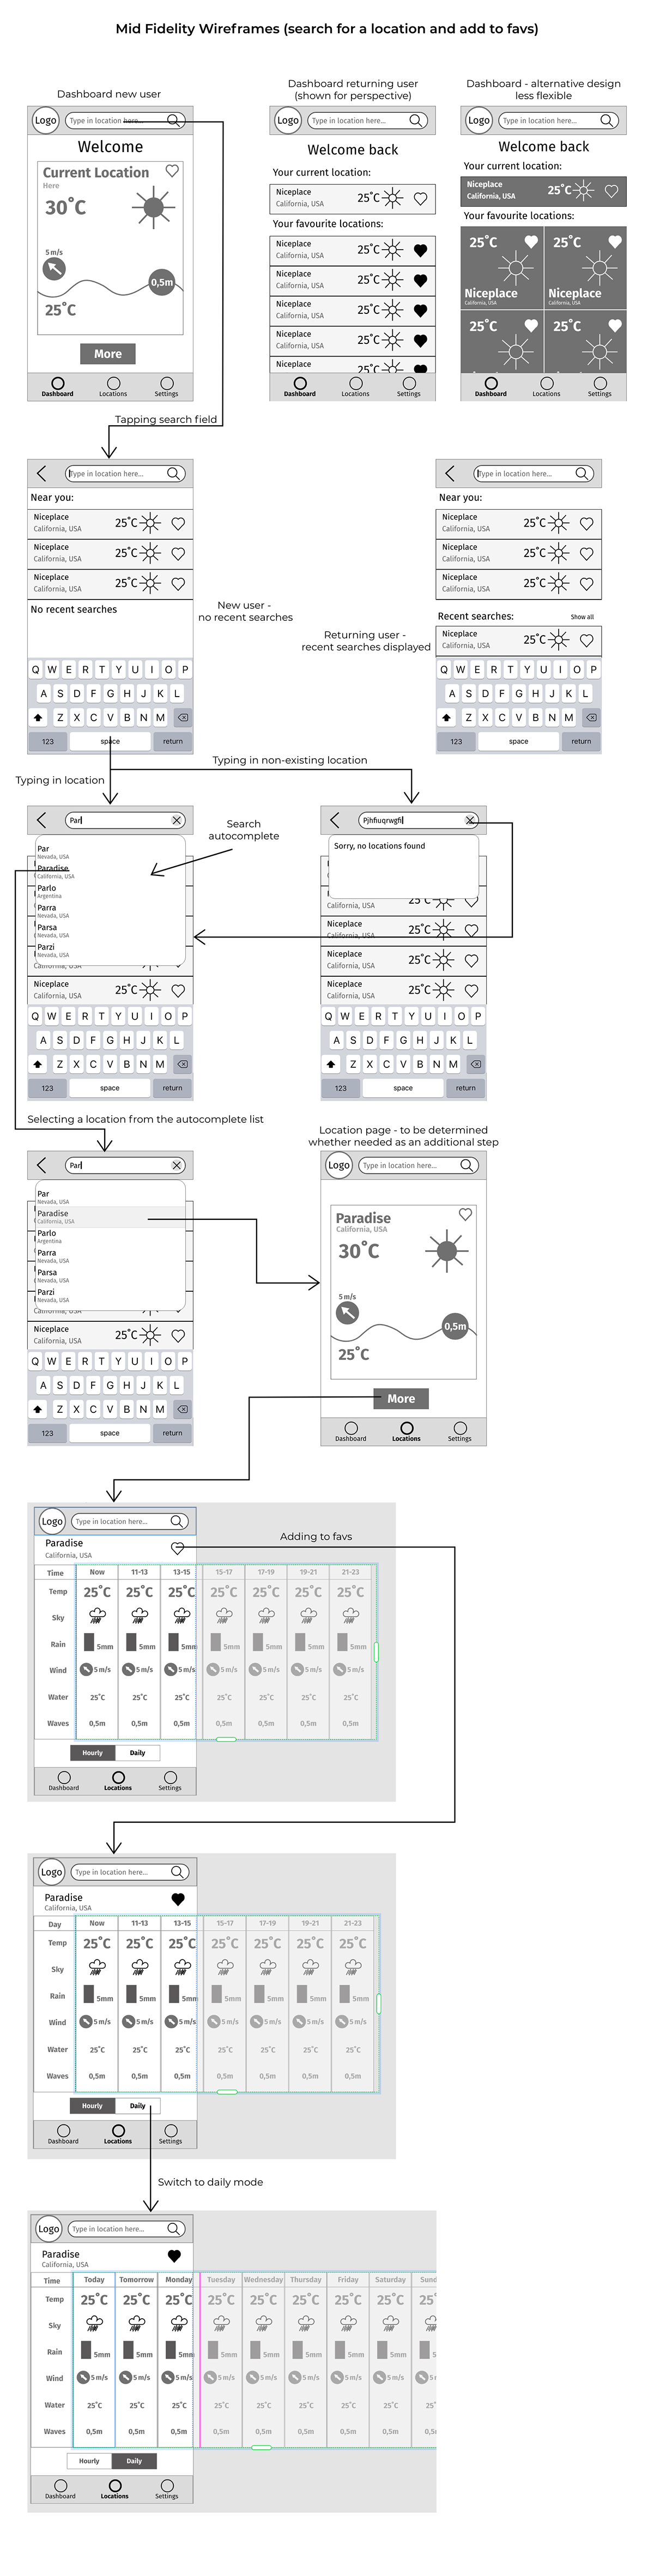 Mid Fidelity Wireframes (search for a location and add to favs)
Dashboard new user
Logo
Type in location here...
Welcome
Current Location
Here
30°C
5 m/s
0,5m
25°C
More
Dashboard
Locations
Settings
Dashboard returning user
(shown for perspective)
Logo
Type in location here...
Welcome back
Your current location:
Niceplace
California, USA
25°C
Your favourite locations:
Niceplace
California, USA
25°C
Niceplace
California, USA
25°C
Niceplace
California, USA
25°C
Niceplace
California, USA
25°C
Niceplace
25°C
Dashboard
Locations
Settings
Dashboard - alternative design
less flexible
Logo
Type in location here...
Welcome back
Your current location:
Niceplace
California, USA
25°C
Your favourite locations:
25°C
Niceplace
California, USA
25°C
Niceplace
California, USA
25°C
25°C
Dashboard
Locations
Settings
Tapping search field
Type in location here...
Near you:
Niceplace
California, USA
25°C
Niceplace
California, USA
25°C
Niceplace
California, USA
25°C
No recent searches
Q W E R T Y U I O P
A S D F G H J K L
Z X C V B N M
123 space return
New user -
no recent searches
Returning user -
recent searches displayed
Type in location here...
Near you:
Niceplace
California, USA
25°C
Niceplace
California, USA
25°C
Niceplace
California, USA
25°C
Recent searches:
Show all
Niceplace
California, USA
25°C
Q W E R T Y U I O P
A S D F G H J K L
Z X C V B N M
123 space return
Typing in location
Typing in non-existing location
Par
Par
Nevada, USA
Paradise
California, USA
Parlo
Argentina
Parra
Nevada, USA
Parsa
Nevada, USA
Parzi
Nevada, USA
California, USA
Niceplace
California, USA
25°C
Q W E R T Y U I O P
A S D F G H J K L
Z X C V B N M
123 space return
Search
autocomplete
Pjhfiuqrwgfil
Sorry, no locations found
California, USA
25°C
Niceplace
California, USA
25°C
Niceplace
California, USA
25°C
Niceplace
California, USA
25°C
Q W E R T Y U I O P
A S D F G H J K L
Z X C V B N M
123 space return
Selecting a location from the autocomplete list
Par
Par
Nevada, USA
Paradise
California, USA
Parlo
Argentina
Parra
Nevada, USA
Parsa
Nevada, USA
Parzi
Nevada, USA
California, USA
Niceplace
California, USA
25°C
Q W E R T Y U I O P
A S D F G H J K L
Z X C V B N M
123 space return
Location page - to be determined
whether needed as an additional step
Logo
Type in location here...
Paradise
California, USA
30°C
5 m/s
0,5m
25°C
More
Dashboard
Locations
Settings
Logo
Type in location here...
Paradise
California, USA
Adding to favs
Time Now 11-13 13-15 15-17 17-19 19-21 21-23
Temp 25°C 25°C 25°C 25°C 25°C 25°C 25°C
Sky
Rain 5mm 5mm 5mm 5mm 5mm 5mm 5mm
Wind 5 m/s 5 m/s 5 m/s 5 m/s 5 m/s 5 m/s 5 m/s
Water 25°C 25°C 25°C 25°C 25°C 25°C 25°C
Waves 0,5m 0,5m 0,5m 0,5m 0,5m 0,5m 0,5m
Hourly Daily
Dashboard Locations Settings
Logo
Type in location here...
Paradise
California, USA
Day Now 11-13 13-15 15-17 17-19 19-21 21-23
Temp 25°C 25°C 25°C 25°C 25°C 25°C 25°C
Sky
Rain 5mm 5mm 5mm 5mm 5mm 5mm 5mm
Wind 5 m/s 5 m/s 5 m/s 5 m/s 5 m/s 5 m/s 5 m/s
Water 25°C 25°C 25°C 25°C 25°C 25°C 25°C
Waves 0,5m 0,5m 0,5m 0,5m 0,5m 0,5m 0,5m
Hourly Daily
Dashboard Locations Settings
Switch to daily mode
Logo
Type in location here...
Paradise
California, USA
Time Today Tomorrow Monday Tuesday Wednesday Thursday Friday Saturday Sund
Temp 25°C 25°C 25°C 25°C 25°C 25°C 25°C 25°C 25°
Sky
Rain 5mm 5mm 5mm 5mm 5mm 5mm 5mm 5mm 5
Wind 5 m/s 5 m/s 5 m/s 5 m/s 5 m/s 5 m/s 5 m/s 5 m/s 5
Water 25°C 25°C 25°C 25°C 25°C 25°C 25°C 25°C 25°
Waves 0,5m 0,5m 0,5m 0,5m 0,5m 0,5m 0,5m 0,5m 0,5
Hourly Daily
Dashboard Locations Settings